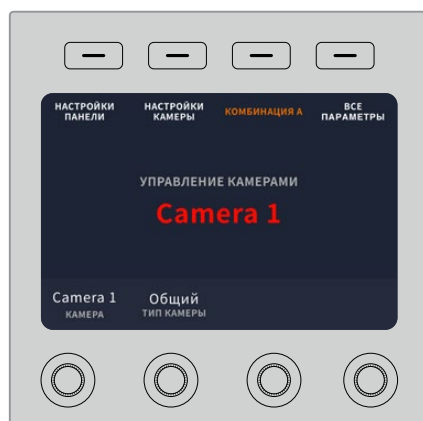 НАСТРОЙКИ ПАНЕЛИ
НАСТРОЙКИ КАМЕРЫ
КОМБИНАЦИЯ A
ВСЕ ПАРАМЕТРЫ
УПРАВЛЕНИЕ КАМЕРАМИ
Camera 1
Camera 1
КАМЕРА
Общий
ТИП КАМЕРЫ